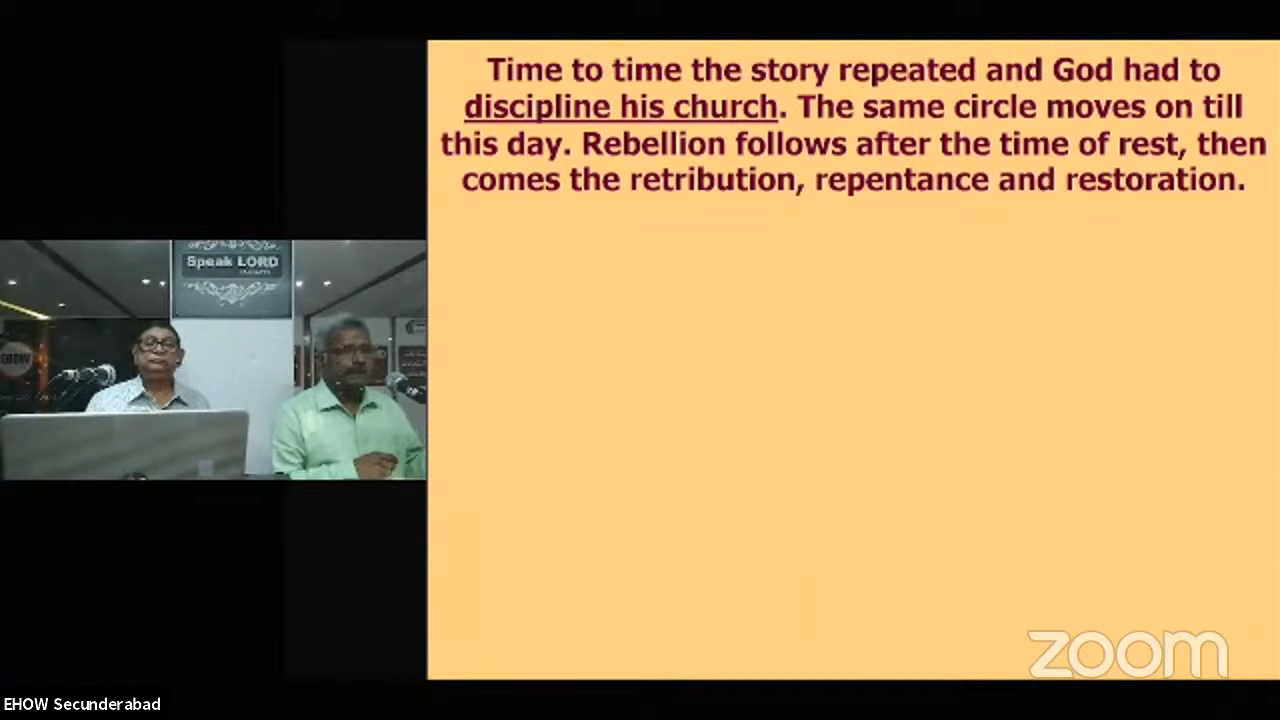 Time to time the story repeated and God had to
discipline his church. The same circle moves on till
this day. Rebellion follows after the time of rest, then
comes the retribution, repentance and restoration.
Speak LORD
EHOW
zoom
EHOW Secunderabad